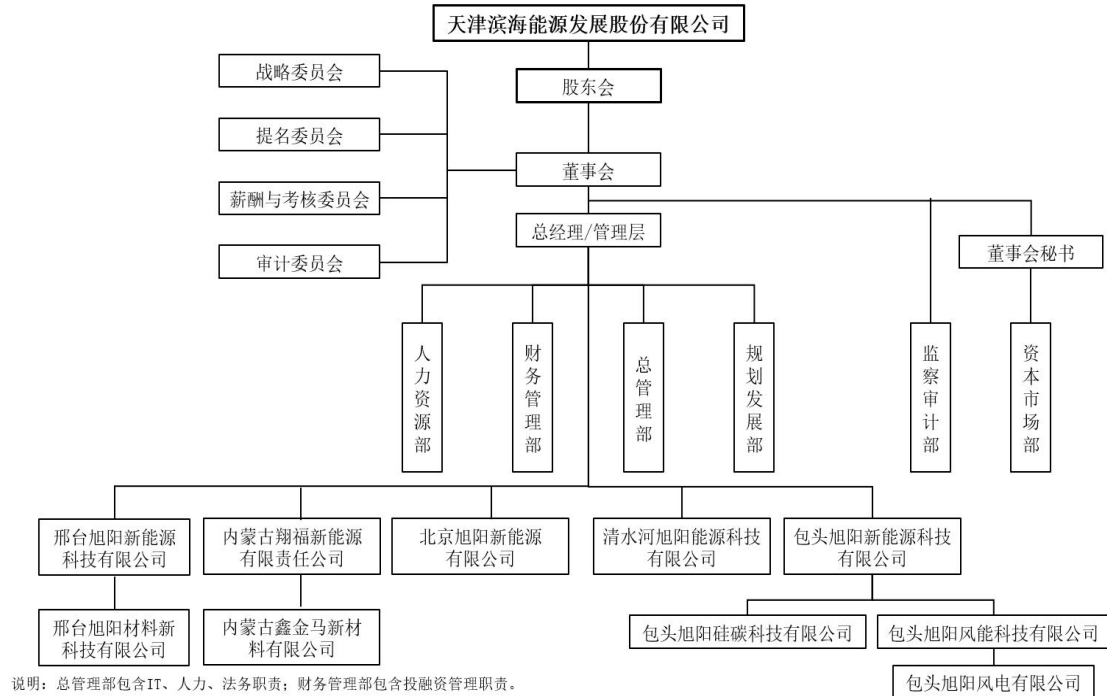 天津滨海能源发展股份有限公司
战略委员会
股东会
提名委员会
董事会
薪酬与考核委员会
总经理/管理层
审计委员会
董事会秘书
人力资源部
财务管理部
总管理部
规划发展部
监察审计部
资本市场部
邢台旭阳新能源
科技有限公司
内蒙古翔福新能源
有限责任公司
北京旭阳新能源
有限公司
清水河旭阳能源科技
有限公司
包头旭阳新能源科技
有限公司
邢台旭阳材料新
科技有限公司
内蒙古鑫金马新材
料有限公司
包头旭阳硅碳科技有限公司
包头旭阳风能科技有限公司
包头旭阳风电有限公司
说明：总管理部包含IT、人力、法务职责；财务管理部包含投融资管理职责。